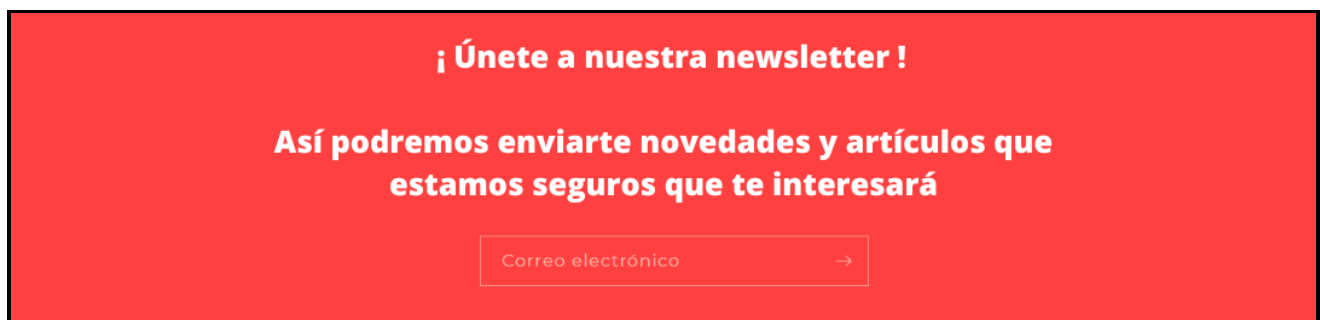 ¡ Únete a nuestra newsletter !
Así podremos enviarte novedades y artículos que
estamos seguros que te interesará
Correo electrónico